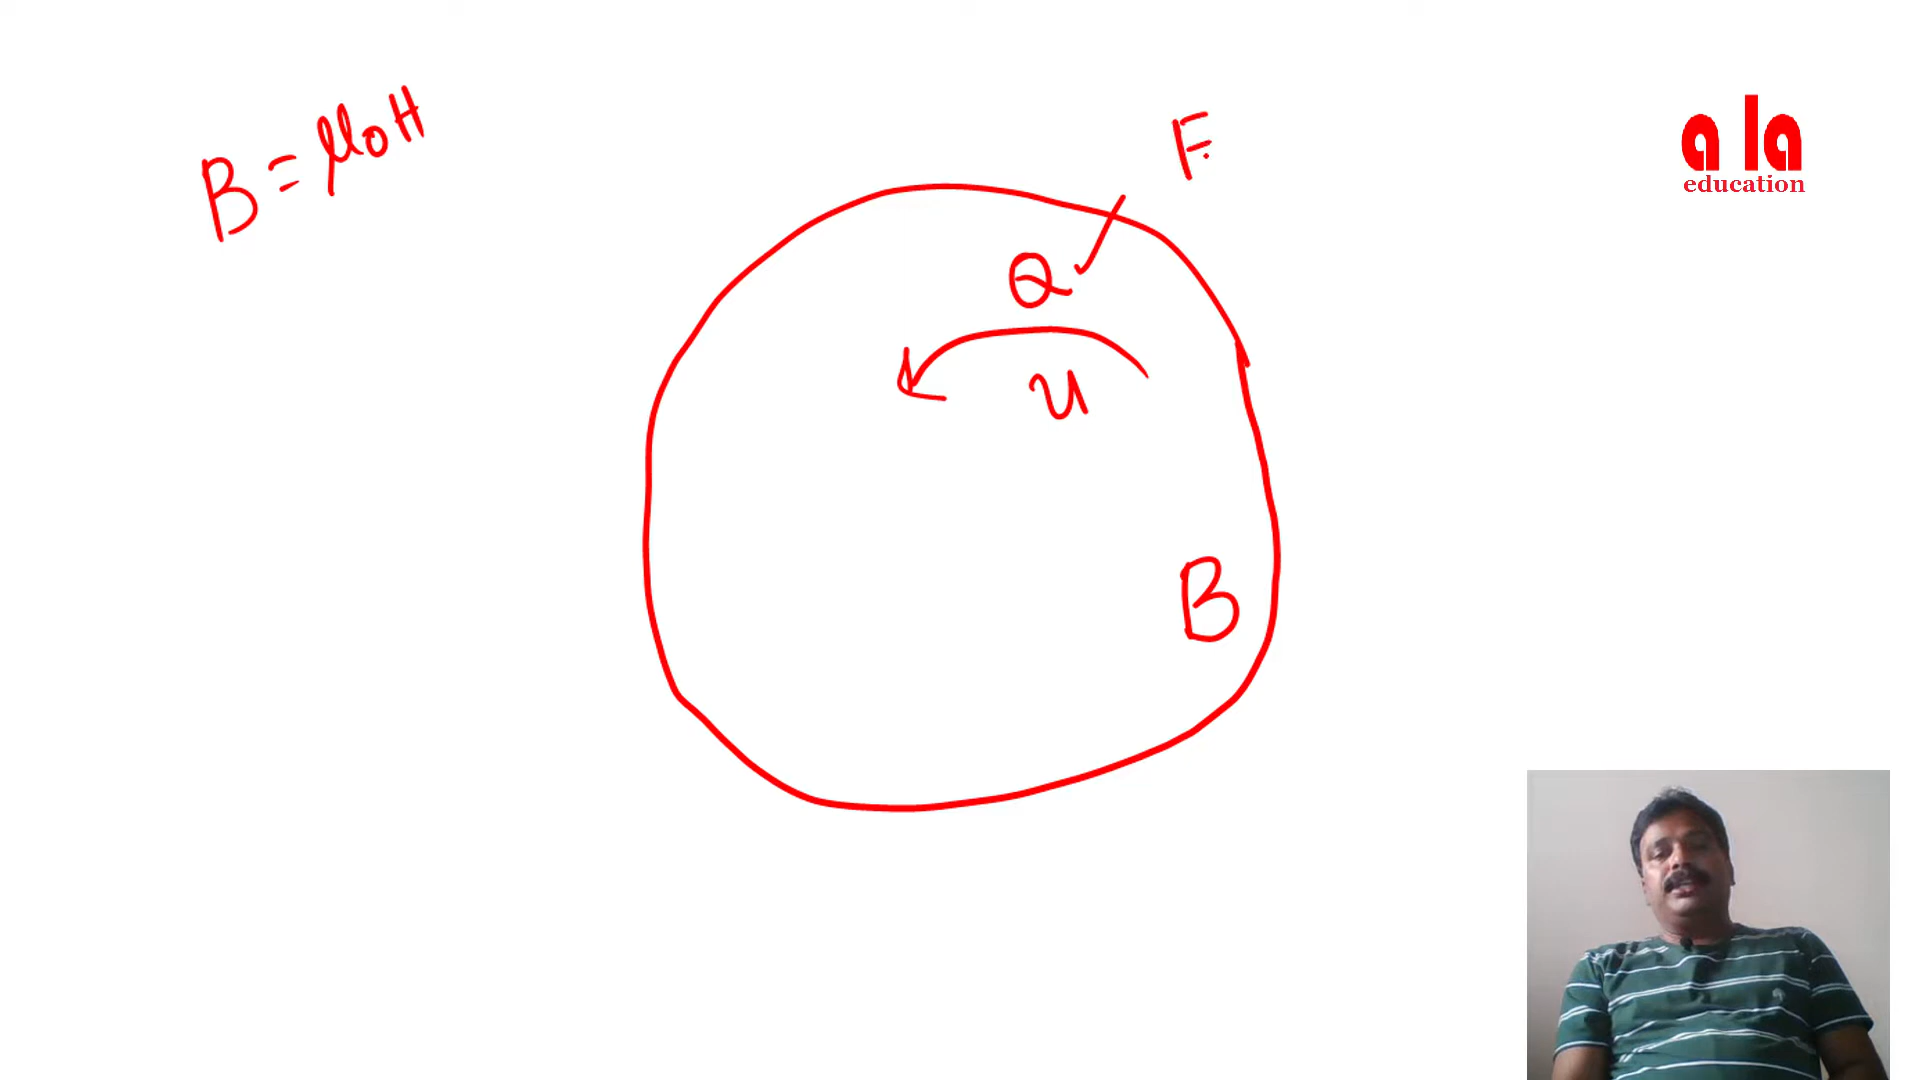 B = μ₀H
F
Q
u
B
a la
education